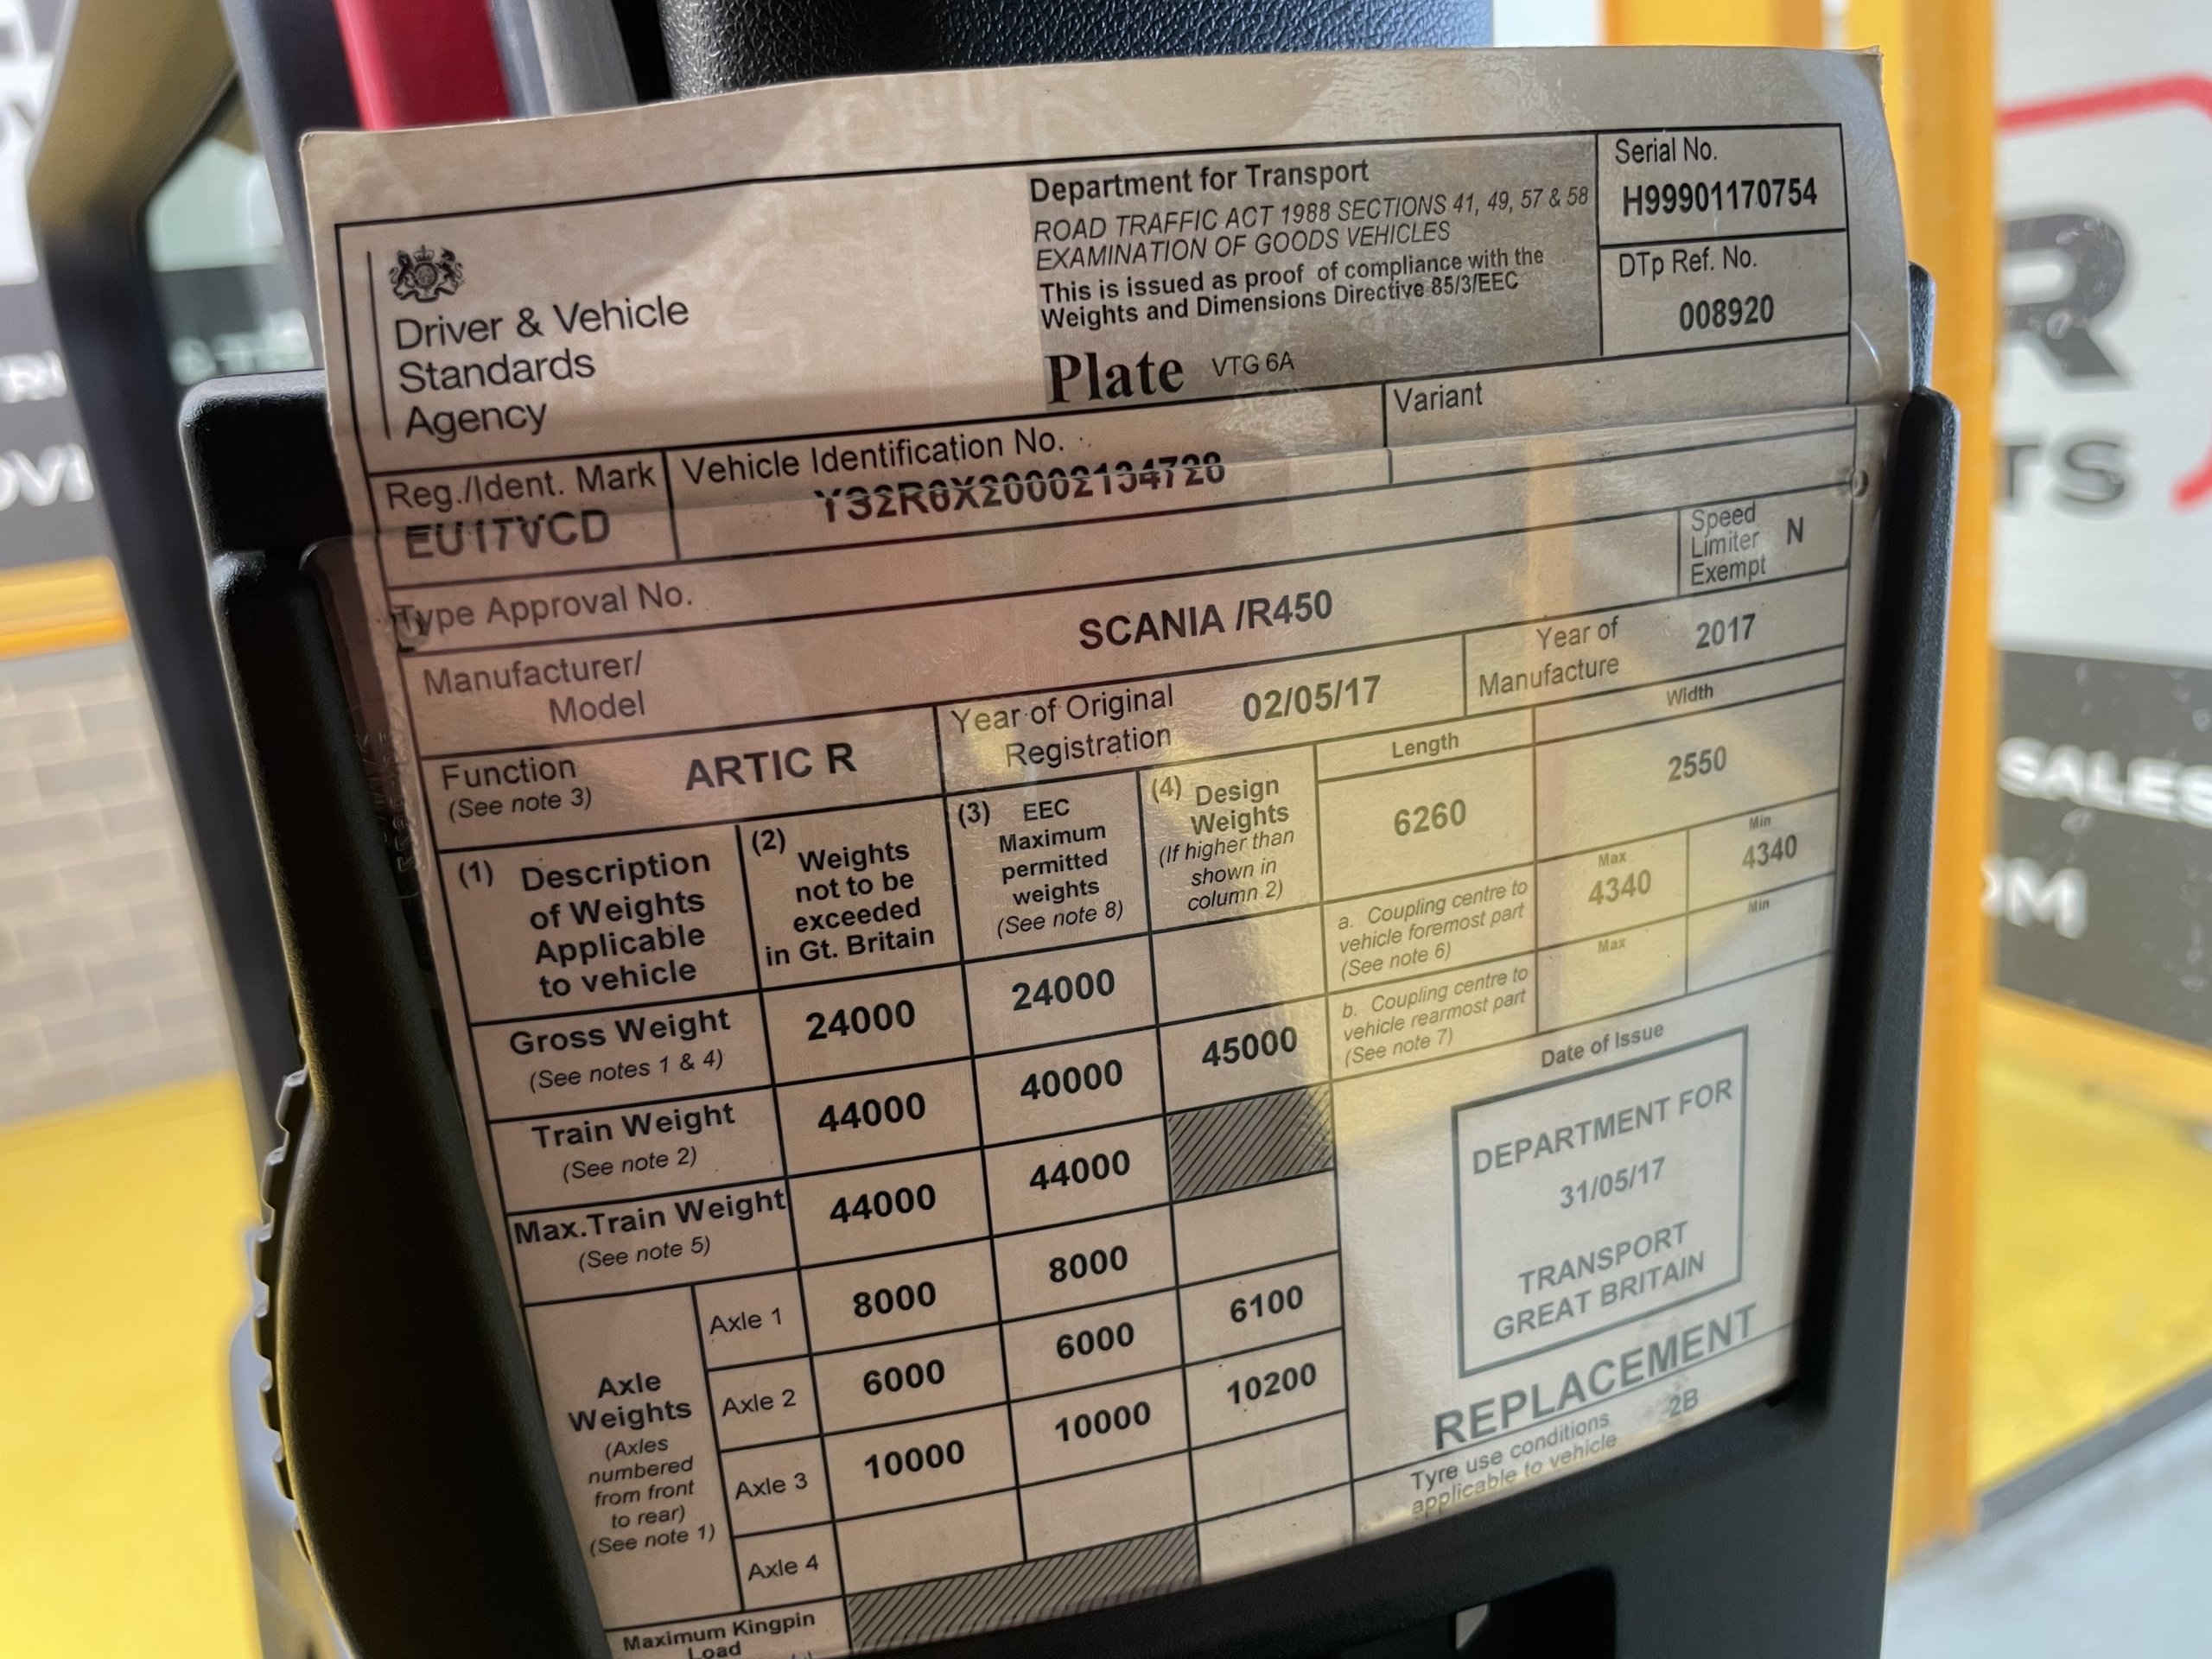 Driver & Vehicle
Standards
Agency
Department for Transport
ROAD TRAFFIC ACT 1988 SECTIONS 41, 49, 57 & 58
EXAMINATION OF GOODS VEHICLES
This is issued as proof of compliance with the
Weights and Dimensions Directive 85/3/EEC
Plate VTG 6A
Serial No.
H99901170754
DTp Ref. No.
008920
Reg./Ident. Mark
EU17VCD
Vehicle Identification No.
Variant
Type Approval No.
Speed
Limiter
Exempt
N
Manufacturer/
Model
SCANIA /R450
Year of
Manufacture
2017
Function
(See note 3)
ARTIC R
Year of Original
Registration
02/05/17
Length
6260
Width
2550
(1) Description
of Weights
Applicable
to vehicle
(2) Weights
not to be
exceeded
in Gt. Britain
(3) EEC
Maximum
permitted
weights
(See note 8)
(4) Design
Weights
(If higher than
shown in
column 2)
a. Coupling centre to
vehicle foremost part
(See note 6)
Max
4340
Min
4340
b. Coupling centre to
vehicle rearmost part
(See note 7)
Max
Min
Gross Weight
(See notes 1 & 4)
24000
24000
Train Weight
(See note 2)
44000
40000
45000
Max.Train Weight
(See note 5)
44000
44000
Axle
Weights
(Axles
numbered
from front
to rear)
(See note 1)
Axle 1
8000
8000
Axle 2
6000
6000
6100
Axle 3
10000
10000
10200
Axle 4
Maximum Kingpin
Load
Date of Issue
DEPARTMENT FOR
31/05/17
TRANSPORT
GREAT BRITAIN
REPLACEMENT
Tyre use conditions
applicable to vehicle
2B
SALES